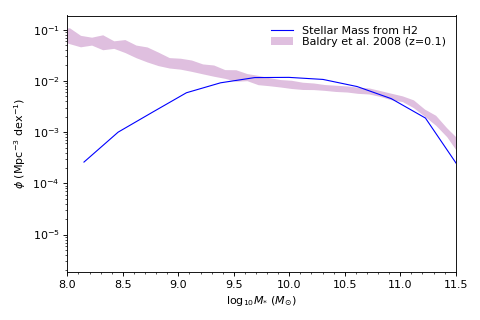 10⁻¹
10⁻²
10⁻³
10⁻⁴
10⁻⁵
ϕ (Mpc⁻³ dex⁻¹)
Stellar Mass from H2
Baldry et al. 2008 (z=0.1)
8.0 8.5 9.0 9.5 10.0 10.5 11.0 11.5
log₁₀M* (M⊙)